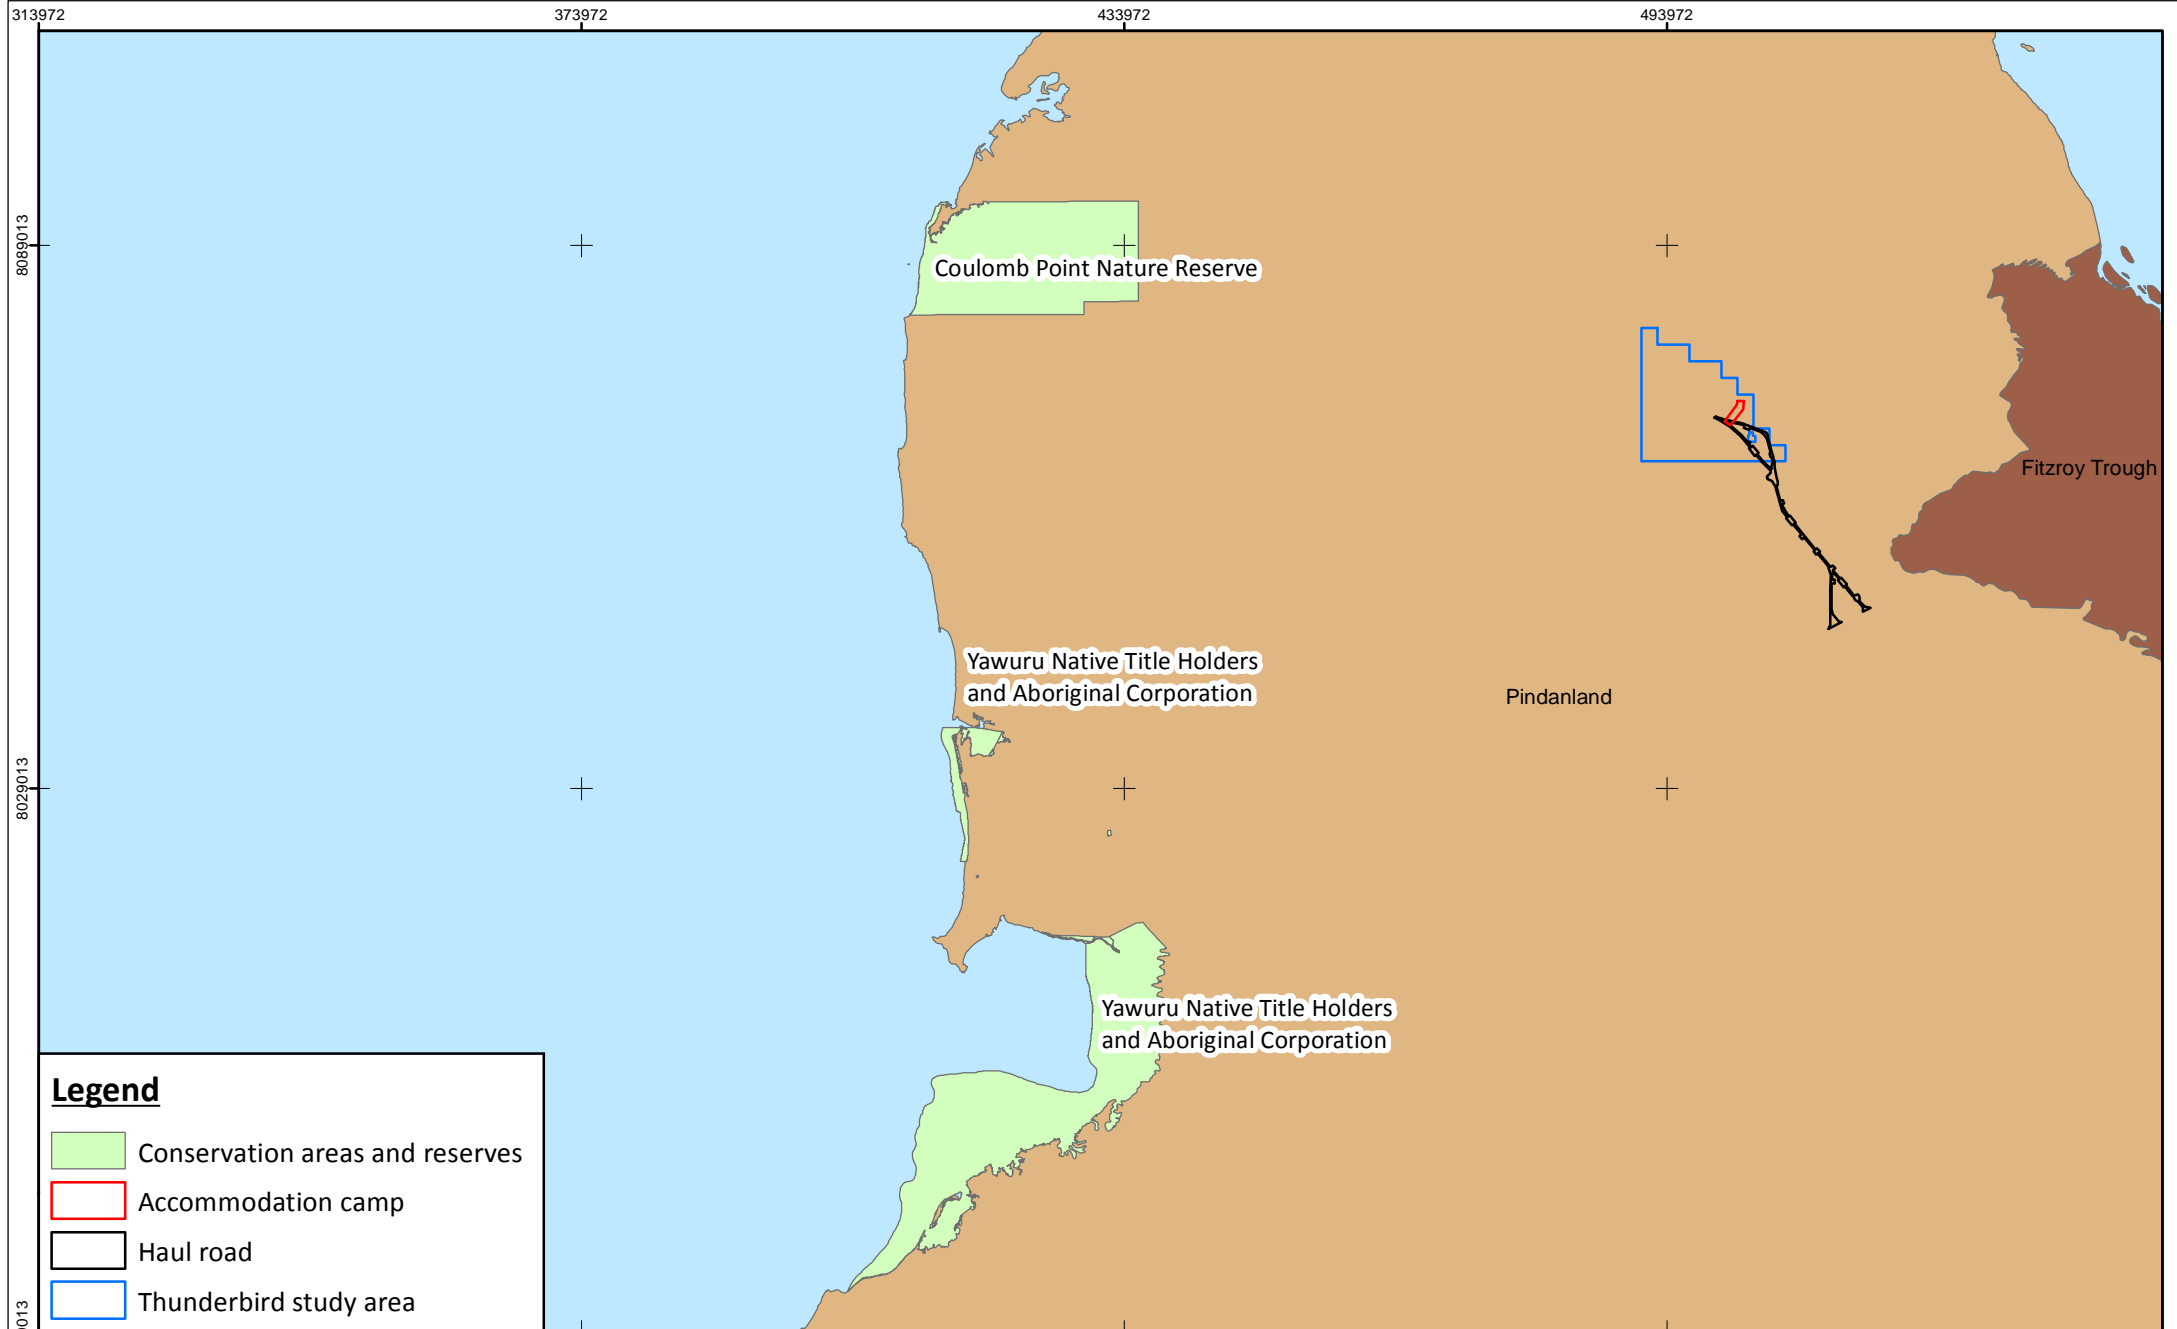 313972 373972 433972 493972
8089013
Coulomb Point Nature Reserve
Fitzroy Trough
Yawuru Native Title Holders
and Aboriginal Corporation
Pindanland
8029013
Yawuru Native Title Holders
and Aboriginal Corporation
Legend
Conservation areas and reserves
Accommodation camp
Haul road
Thunderbird study area